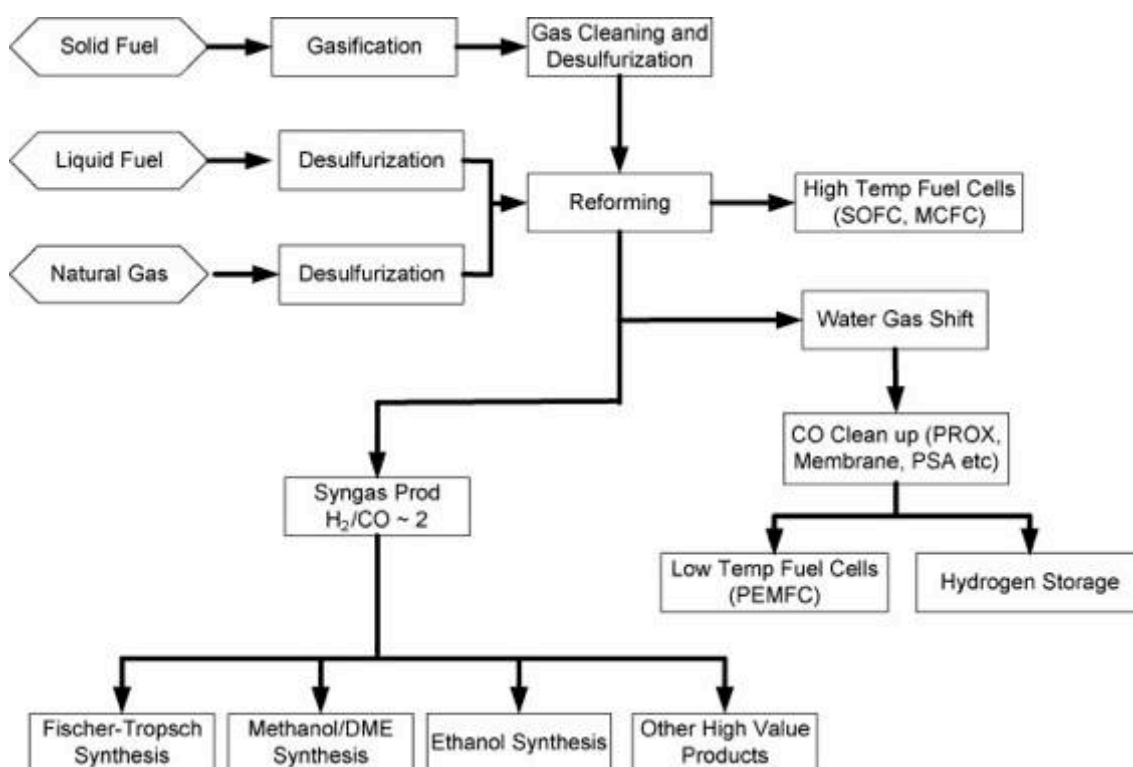 Solid Fuel
Gasification
Gas Cleaning and
Desulfurization
Liquid Fuel
Desulfurization
Reforming
High Temp Fuel Cells
(SOFC, MCFC)
Natural Gas
Desulfurization
Water Gas Shift
CO Clean up (PROX,
Membrane, PSA etc)
Syngas Prod
H₂/CO ~ 2
Low Temp Fuel Cells
(PEMFC)
Hydrogen Storage
Fischer-Tropsch
Synthesis
Methanol/DME
Synthesis
Ethanol Synthesis
Other High Value
Products